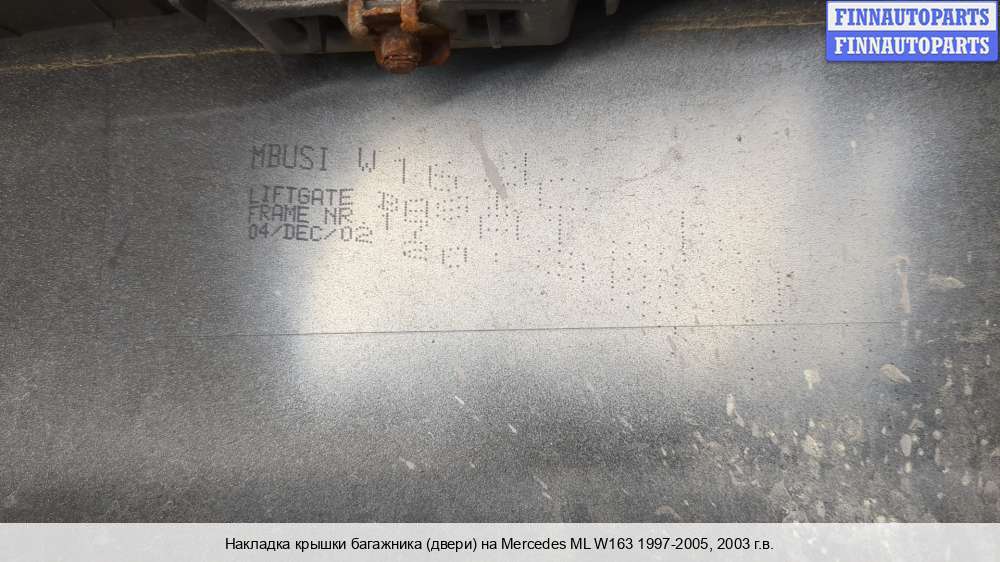 FINNAUTOPARTS
FINNAUTOPARTS
MBUSI W16
LIFTGATE
FRAME NR.
04/DEC/02
Накладка крышки багажника (двери) на Mercedes ML W163 1997-2005, 2003 г.в.